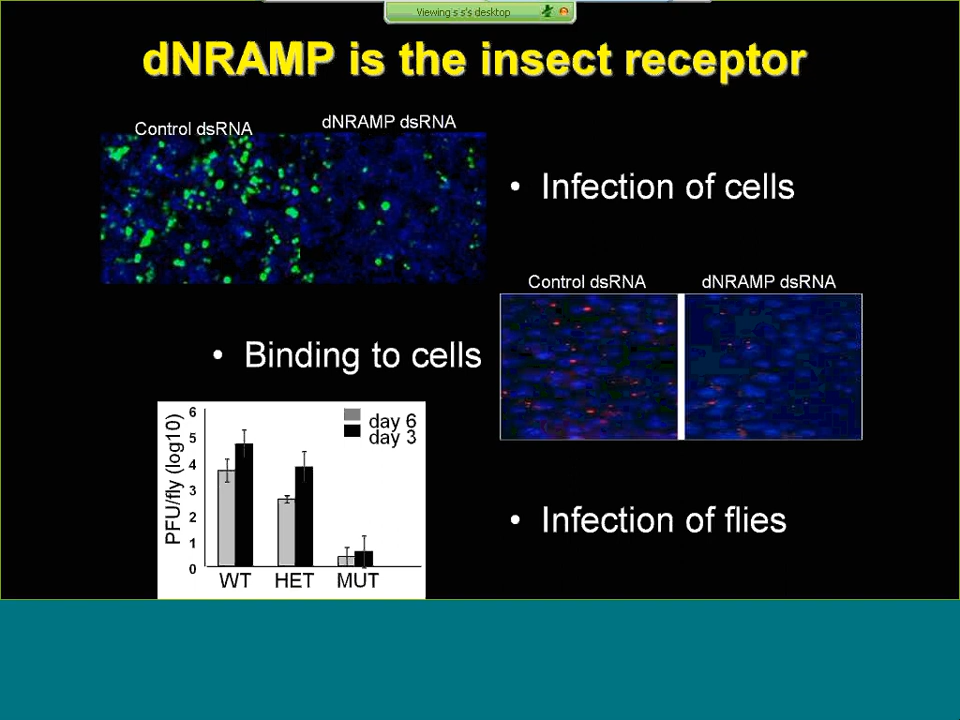 Viewing s's's desktop
dNRAMP is the insect receptor
Control dsRNA
dNRAMP dsRNA
• Infection of cells
Control dsRNA
dNRAMP dsRNA
• Binding to cells
PFU/fly (log10)
6
5
4
3
2
1
0
day 6
day 3
WT HET MUT
• Infection of flies